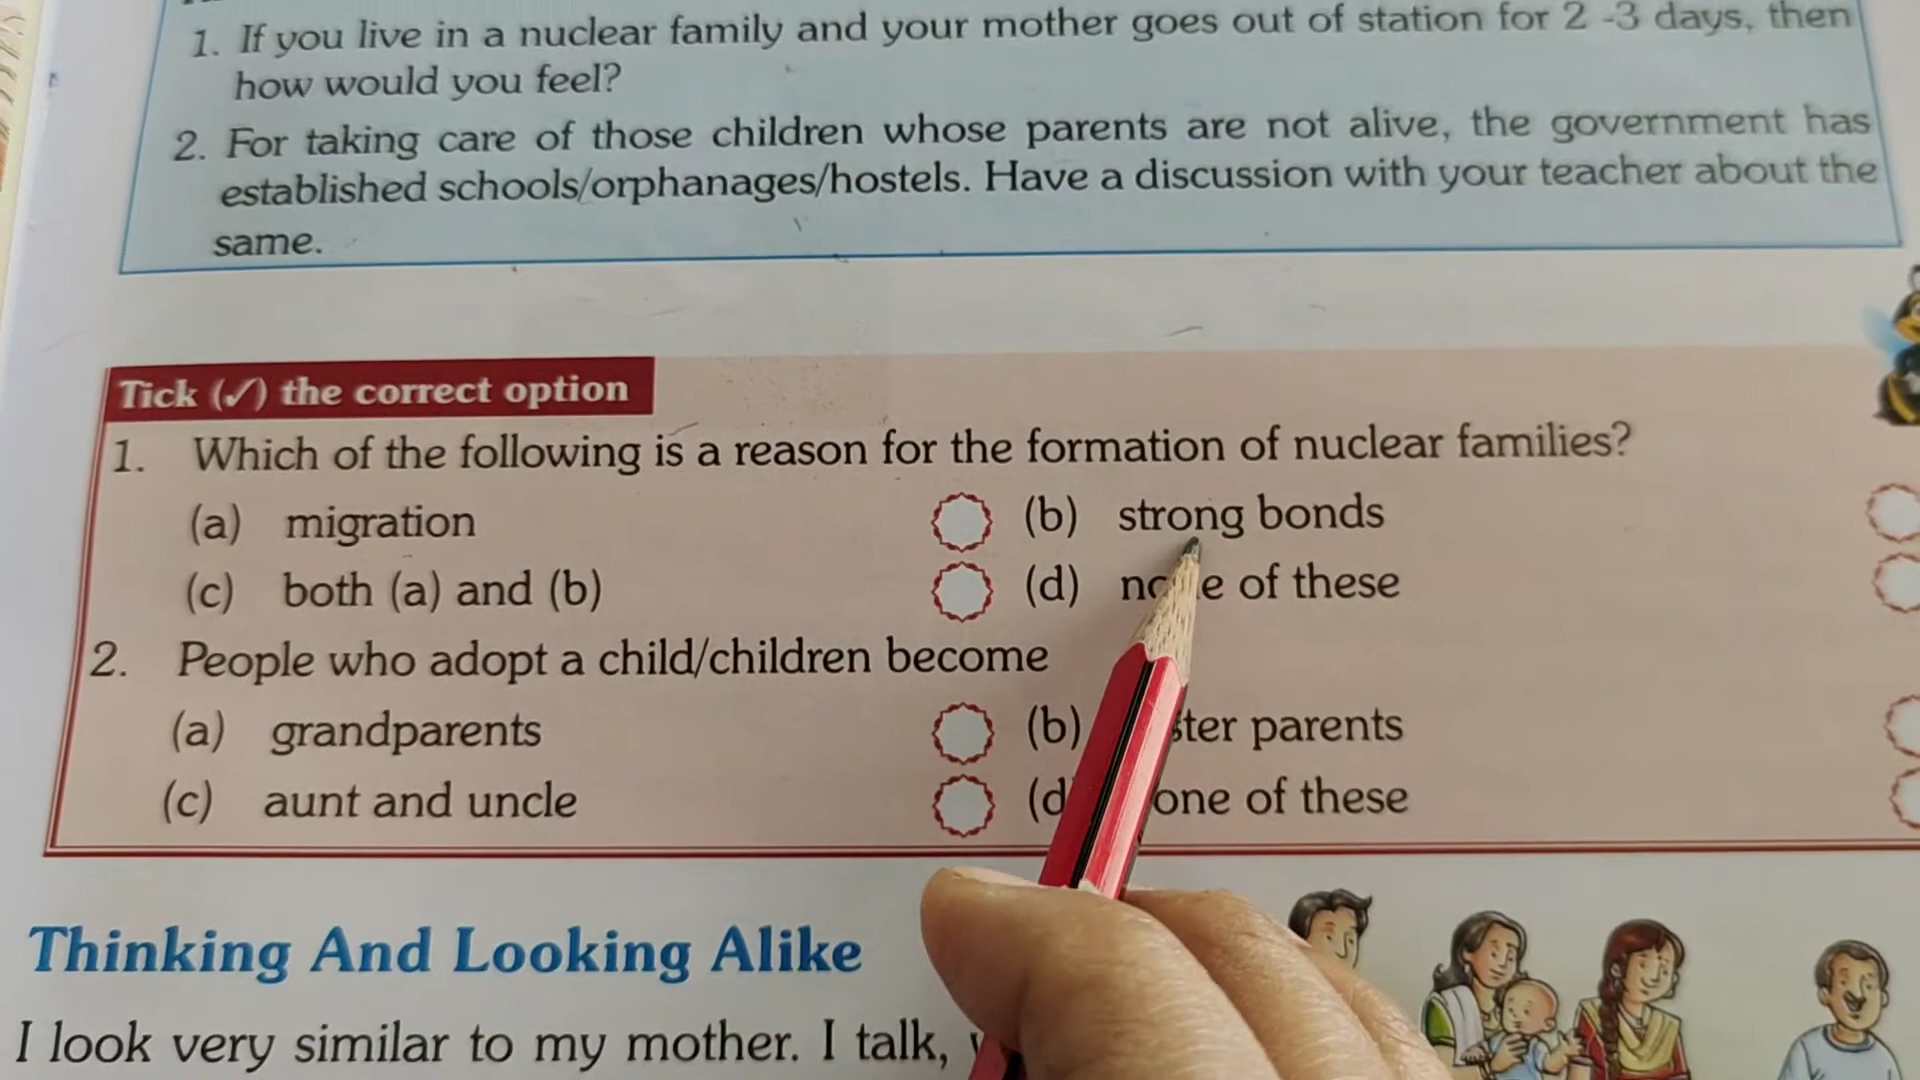 1. If you live in a nuclear family and your mother goes out of station for 2 -3 days, then
how would you feel?
2. For taking care of those children whose parents are not alive, the government has
established schools/orphanages/hostels. Have a discussion with your teacher about the
same.
Tick (✓) the correct option
1. Which of the following is a reason for the formation of nuclear families?
(a) migration (b) strong bonds
(c) both (a) and (b) (d) of these
2. People who adopt a child/children become
(a) grandparents (b) parents
(c) aunt and uncle (d of these
Thinking And Looking Alike
I look very similar to my mother. I talk,